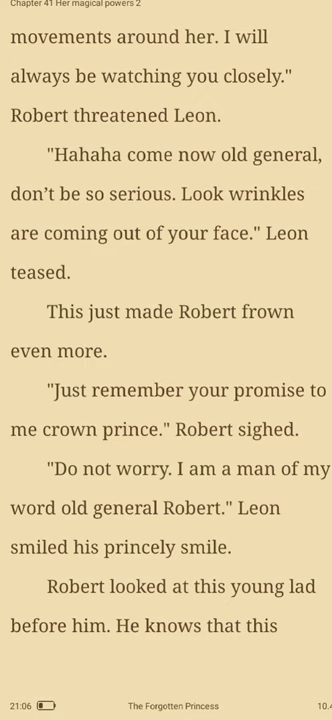 Chapter 41 Her magical powers 2
movements around her. I will
always be watching you closely."
Robert threatened Leon.
"Hahaha come now old general,
don't be so serious. Look wrinkles
are coming out of your face." Leon
teased.
This just made Robert frown
even more.
"Just remember your promise to
me crown prince." Robert sighed.
"Do not worry. I am a man of my
word old general Robert." Leon
smiled his princely smile.
Robert looked at this young lad
before him. He knows that this
21:06 The Forgotten Princess 10.4